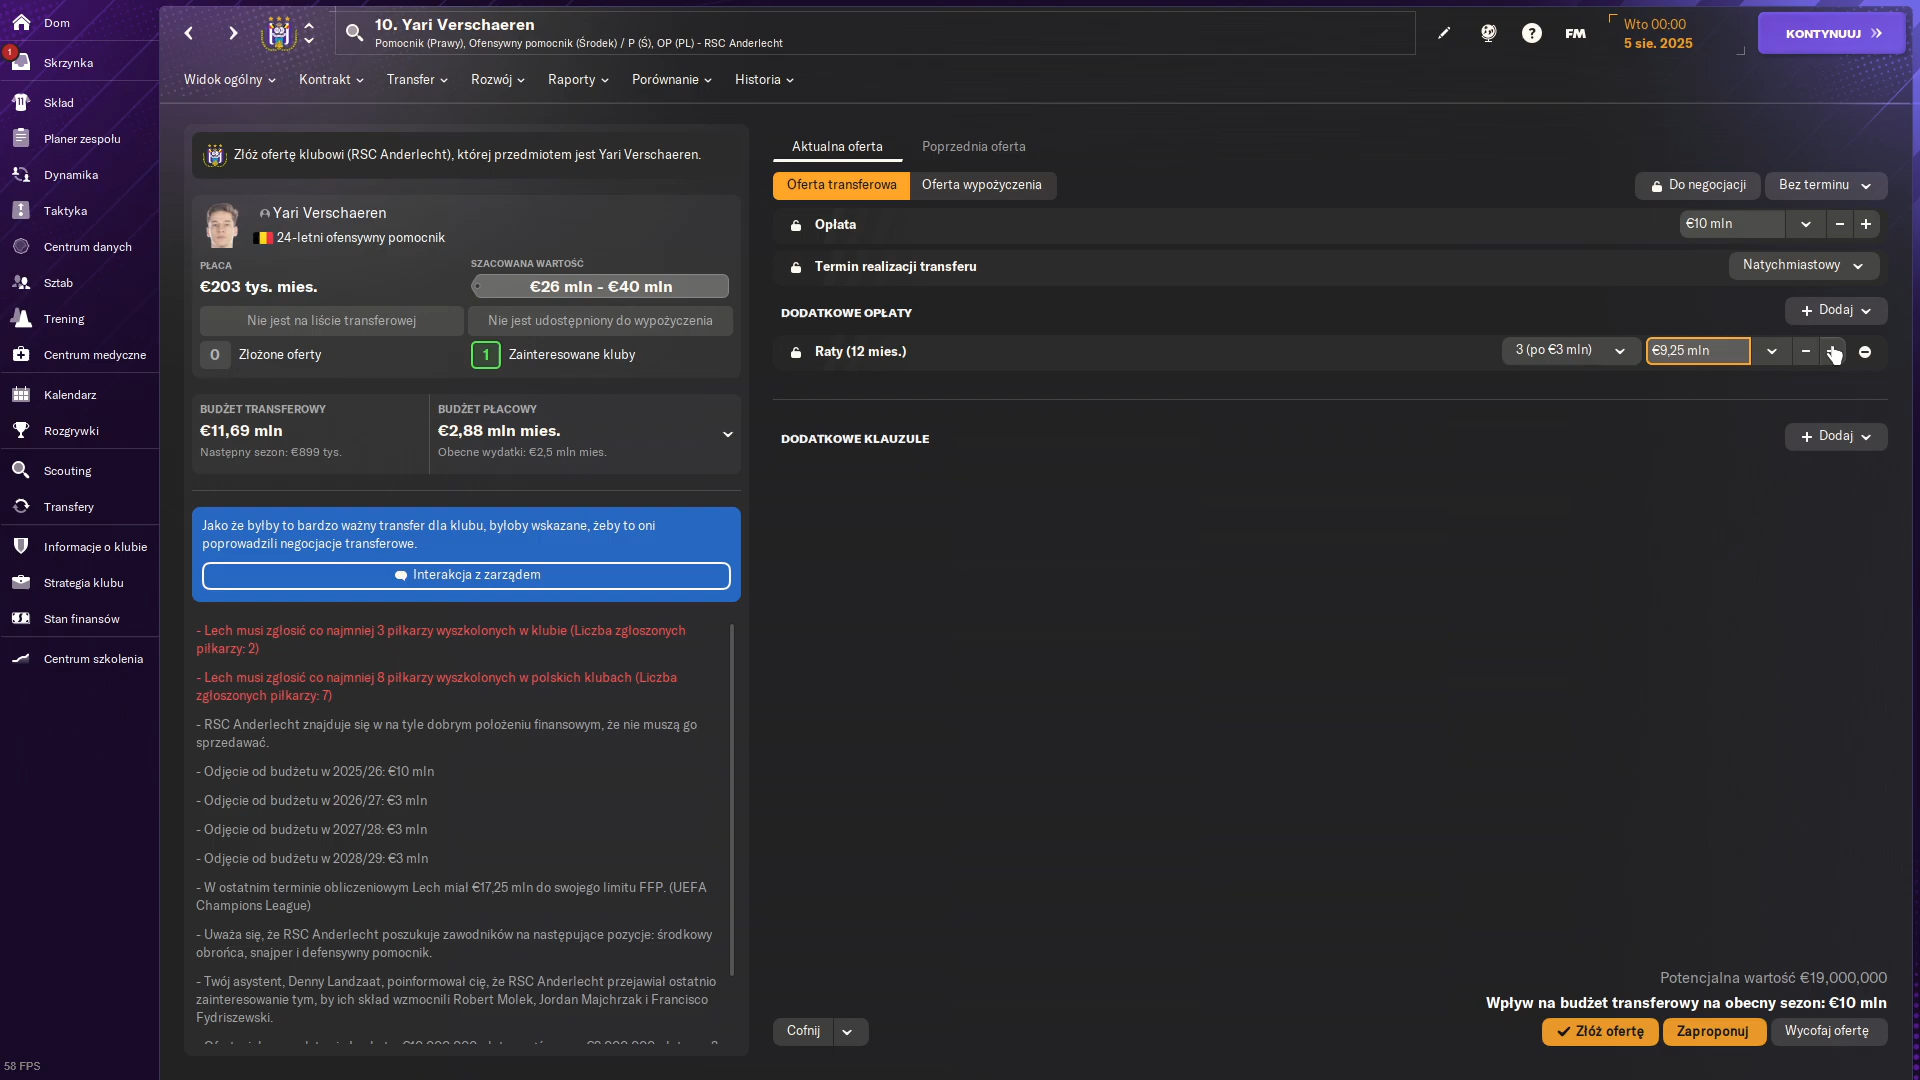 Dom
1
Skrzynka
Skład
Planer zespołu
Dynamika
Taktyka
Centrum danych
Sztab
Trening
Centrum medyczne
Kalendarz
Rozgrywki
Scouting
Transfery
Informacje o klubie
Strategia klubu
Stan finansów
Centrum szkolenia
58 FPS
10. Yari Verschaeren
Pomocnik (Prawy), Ofensywny pomocnik (Środek) / P (Ś), OP (PL) - RSC Anderlecht
FM
Wto 00:00
5 sie. 2025
KONTYNUUJ
Widok ogólny
Kontrakt
Transfer
Rozwój
Raporty
Porównanie
Historia
Złóż ofertę klubowi (RSC Anderlecht), której przedmiotem jest Yari Verschaeren.
Yari Verschaeren
24-letni ofensywny pomocnik
PŁACA
€203 tys. mies.
SZACOWANA WARTOŚĆ
€26 mln - €40 mln
Nie jest na liście transferowej
Nie jest udostępniony do wypożyczenia
0 Złożone oferty
1 Zainteresowane kluby
BUDŻET TRANSFEROWY
€11,69 mln
Następny sezon: €899 tys.
BUDŻET PŁACOWY
€2,88 mln mies.
Obecne wydatki: €2,5 mln mies.
Jako że byłby to bardzo ważny transfer dla klubu, byłoby wskazane, żeby to oni
poprowadzili negocjacje transferowe.
Interakcja z zarządem
- Lech musi zgłosić co najmniej 3 piłkarzy wyszkolonych w klubie (Liczba zgłoszonych
piłkarzy: 2)
- Lech musi zgłosić co najmniej 8 piłkarzy wyszkolonych w polskich klubach (Liczba
zgłoszonych piłkarzy: 7)
- RSC Anderlecht znajduje się w na tyle dobrym położeniu finansowym, że nie muszą go
sprzedawać.
- Odjęcie od budżetu w 2025/26: €10 mln
- Odjęcie od budżetu w 2026/27: €3 mln
- Odjęcie od budżetu w 2027/28: €3 mln
- Odjęcie od budżetu w 2028/29: €3 mln
- W ostatnim terminie obliczeniowym Lech miał €17,25 mln do swojego limitu FFP. (UEFA
Champions League)
- Uważa się, że RSC Anderlecht poszukuje zawodników na następujące pozycje: środkowy
obrońca, snajper i defensywny pomocnik.
- Twój asystent, Denny Landzaat, poinformował cię, że RSC Anderlecht przejawiał ostatnio
zainteresowanie tym, by ich skład wzmocnili Robert Molek, Jordan Majchrzak i Francisco
Fydriszewski.
Aktualna oferta
Poprzednia oferta
Oferta transferowa
Oferta wypożyczenia
Do negocjacji
Bez terminu
Opłata
€10 mln
Termin realizacji transferu
Natychmiastowy
DODATKOWE OPŁATY
+ Dodaj
Raty (12 mies.)
3 (po €3 mln)
€9,25 mln
DODATKOWE KLAUZULE
+ Dodaj
Potencjalna wartość €19,000,000
Wpływ na budżet transferowy na obecny sezon: €10 mln
Cofnij
Złóż ofertę
Zaproponuj
Wycofaj ofertę